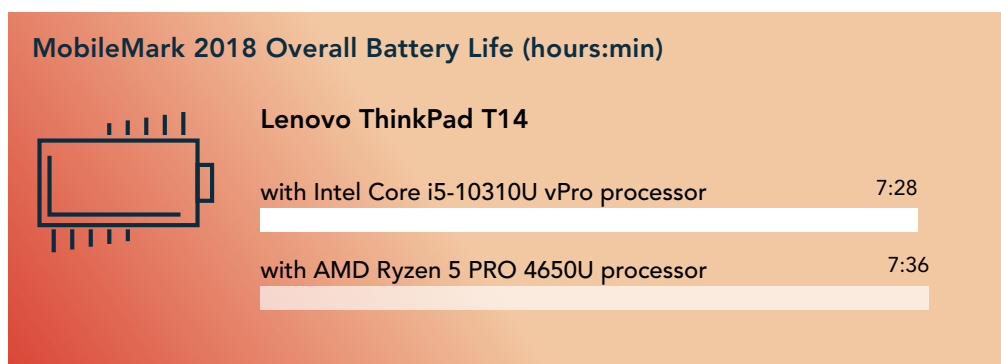 MobileMark 2018 Overall Battery Life (hours:min)
Lenovo ThinkPad T14
with Intel Core i5-10310U vPro processor 7:28
with AMD Ryzen 5 PRO 4650U processor 7:36